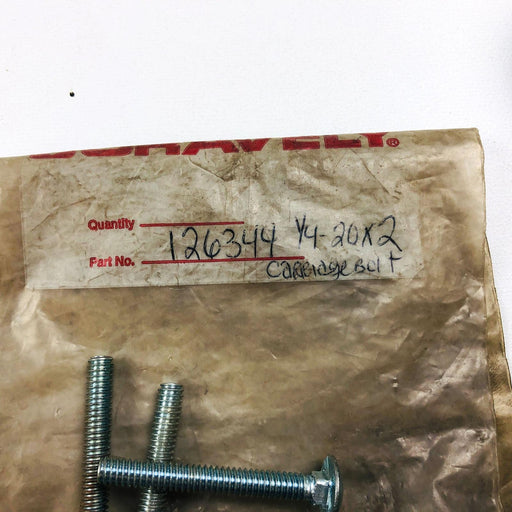 GRAVELY®
Quantity
Part No. 126344 1/4-20x2
Carriage Bolt